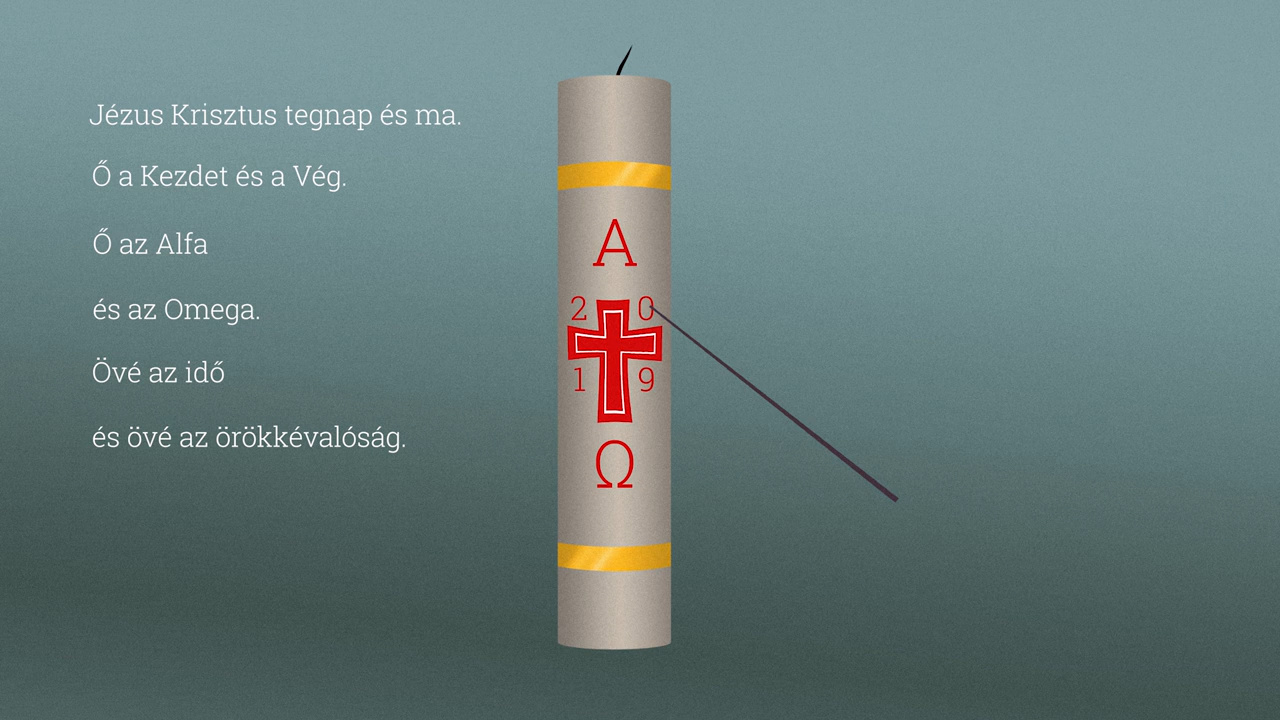 Jézus Krisztus tegnap és ma.
Ő a Kezdet és a Vég.
Ő az Alfa
és az Omega.
Övé az idő
és övé az örökkévalóság.
Α
2 0
1 9
Ω